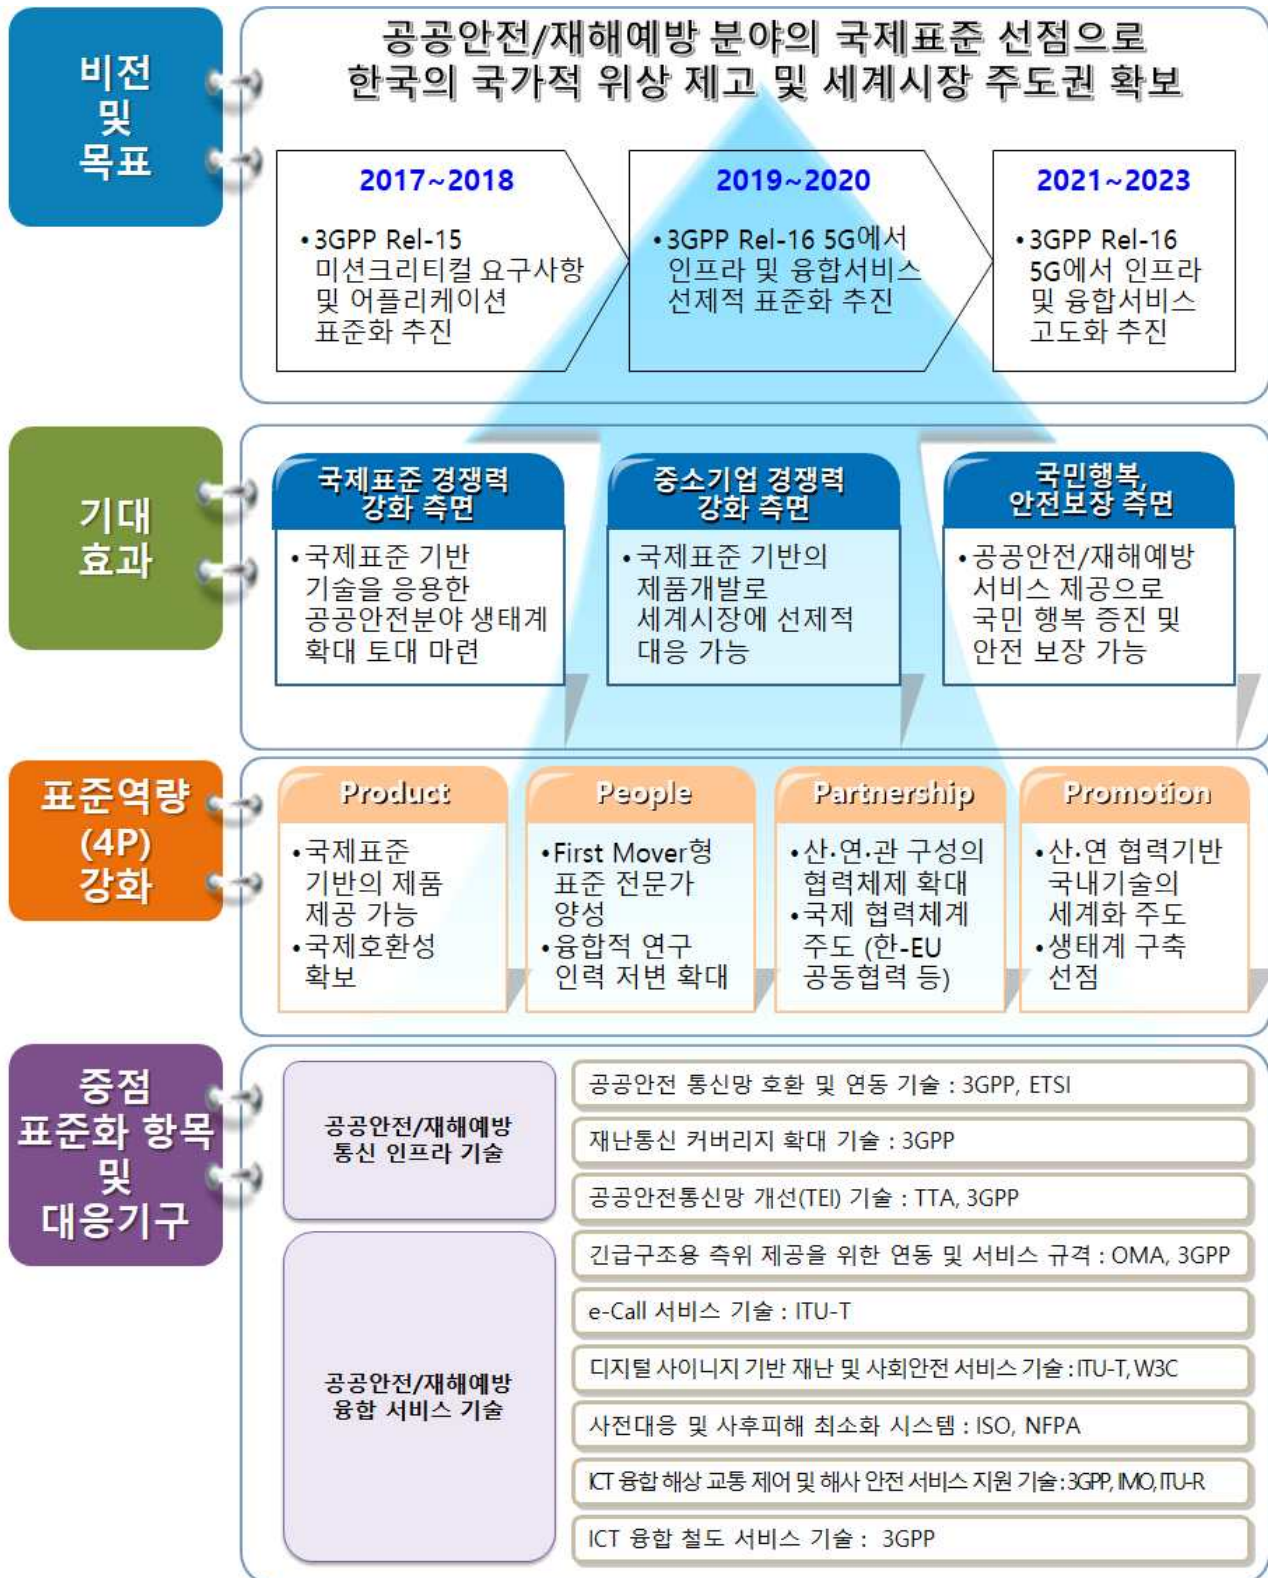 비전
및
목표
공공안전/재해예방 분야의 국제표준 선점으로
한국의 국가적 위상 제고 및 세계시장 주도권 확보
2017~2018
•3GPP Rel-15
미션크리티컬 요구사항
및 어플리케이션
표준화 추진
2019~2020
•3GPP Rel-16 5G에서
인프라 및 융합서비스
선제적 표준화 추진
2021~2023
•3GPP Rel-16
5G에서 인프라
및 융합서비스
고도화 추진
기대
효과
국제표준 경쟁력
강화 측면
•국제표준 기반
기술을 응용한
공공안전분야 생태계
확대 토대 마련
중소기업 경쟁력
강화 측면
•국제표준 기반의
제품개발로
세계시장에 선제적
대응 가능
국민행복,
안전보장 측면
•공공안전/재해예방
서비스 제공으로
국민 행복 증진 및
안전 보장 가능
표준역량
(4P)
강화
Product
•국제표준
기반의 제품
제공 가능
•국제호환성
확보
People
•First Mover형
표준 전문가
양성
•융합적 연구
인력 저변 확대
Partnership
•산·연·관 구성의
협력체제 확대
•국제 협력체계
주도 (한-EU
공동협력 등)
Promotion
•산·연 협력기반
국내기술의
세계화 주도
•생태계 구축
선점
중점
표준화 항목
및
대응기구
공공안전/재해예방
통신 인프라 기술
공공안전 통신망 호환 및 연동 기술 : 3GPP, ETSI
재난통신 커버리지 확대 기술 : 3GPP
공공안전통신망 개선(TEI) 기술 : TTA, 3GPP
공공안전/재해예방
융합 서비스 기술
긴급구조용 측위 제공을 위한 연동 및 서비스 규격 : OMA, 3GPP
e-Call 서비스 기술 : ITU-T
디지털 사이니지 기반 재난 및 사회안전 서비스 기술 : ITU-T, W3C
사전대응 및 사후피해 최소화 시스템 : ISO, NFPA
ICT 융합 해상 교통 제어 및 해사 안전 서비스 지원 기술 : 3GPP, IMO, ITU-R
ICT 융합 철도 서비스 기술 : 3GPP